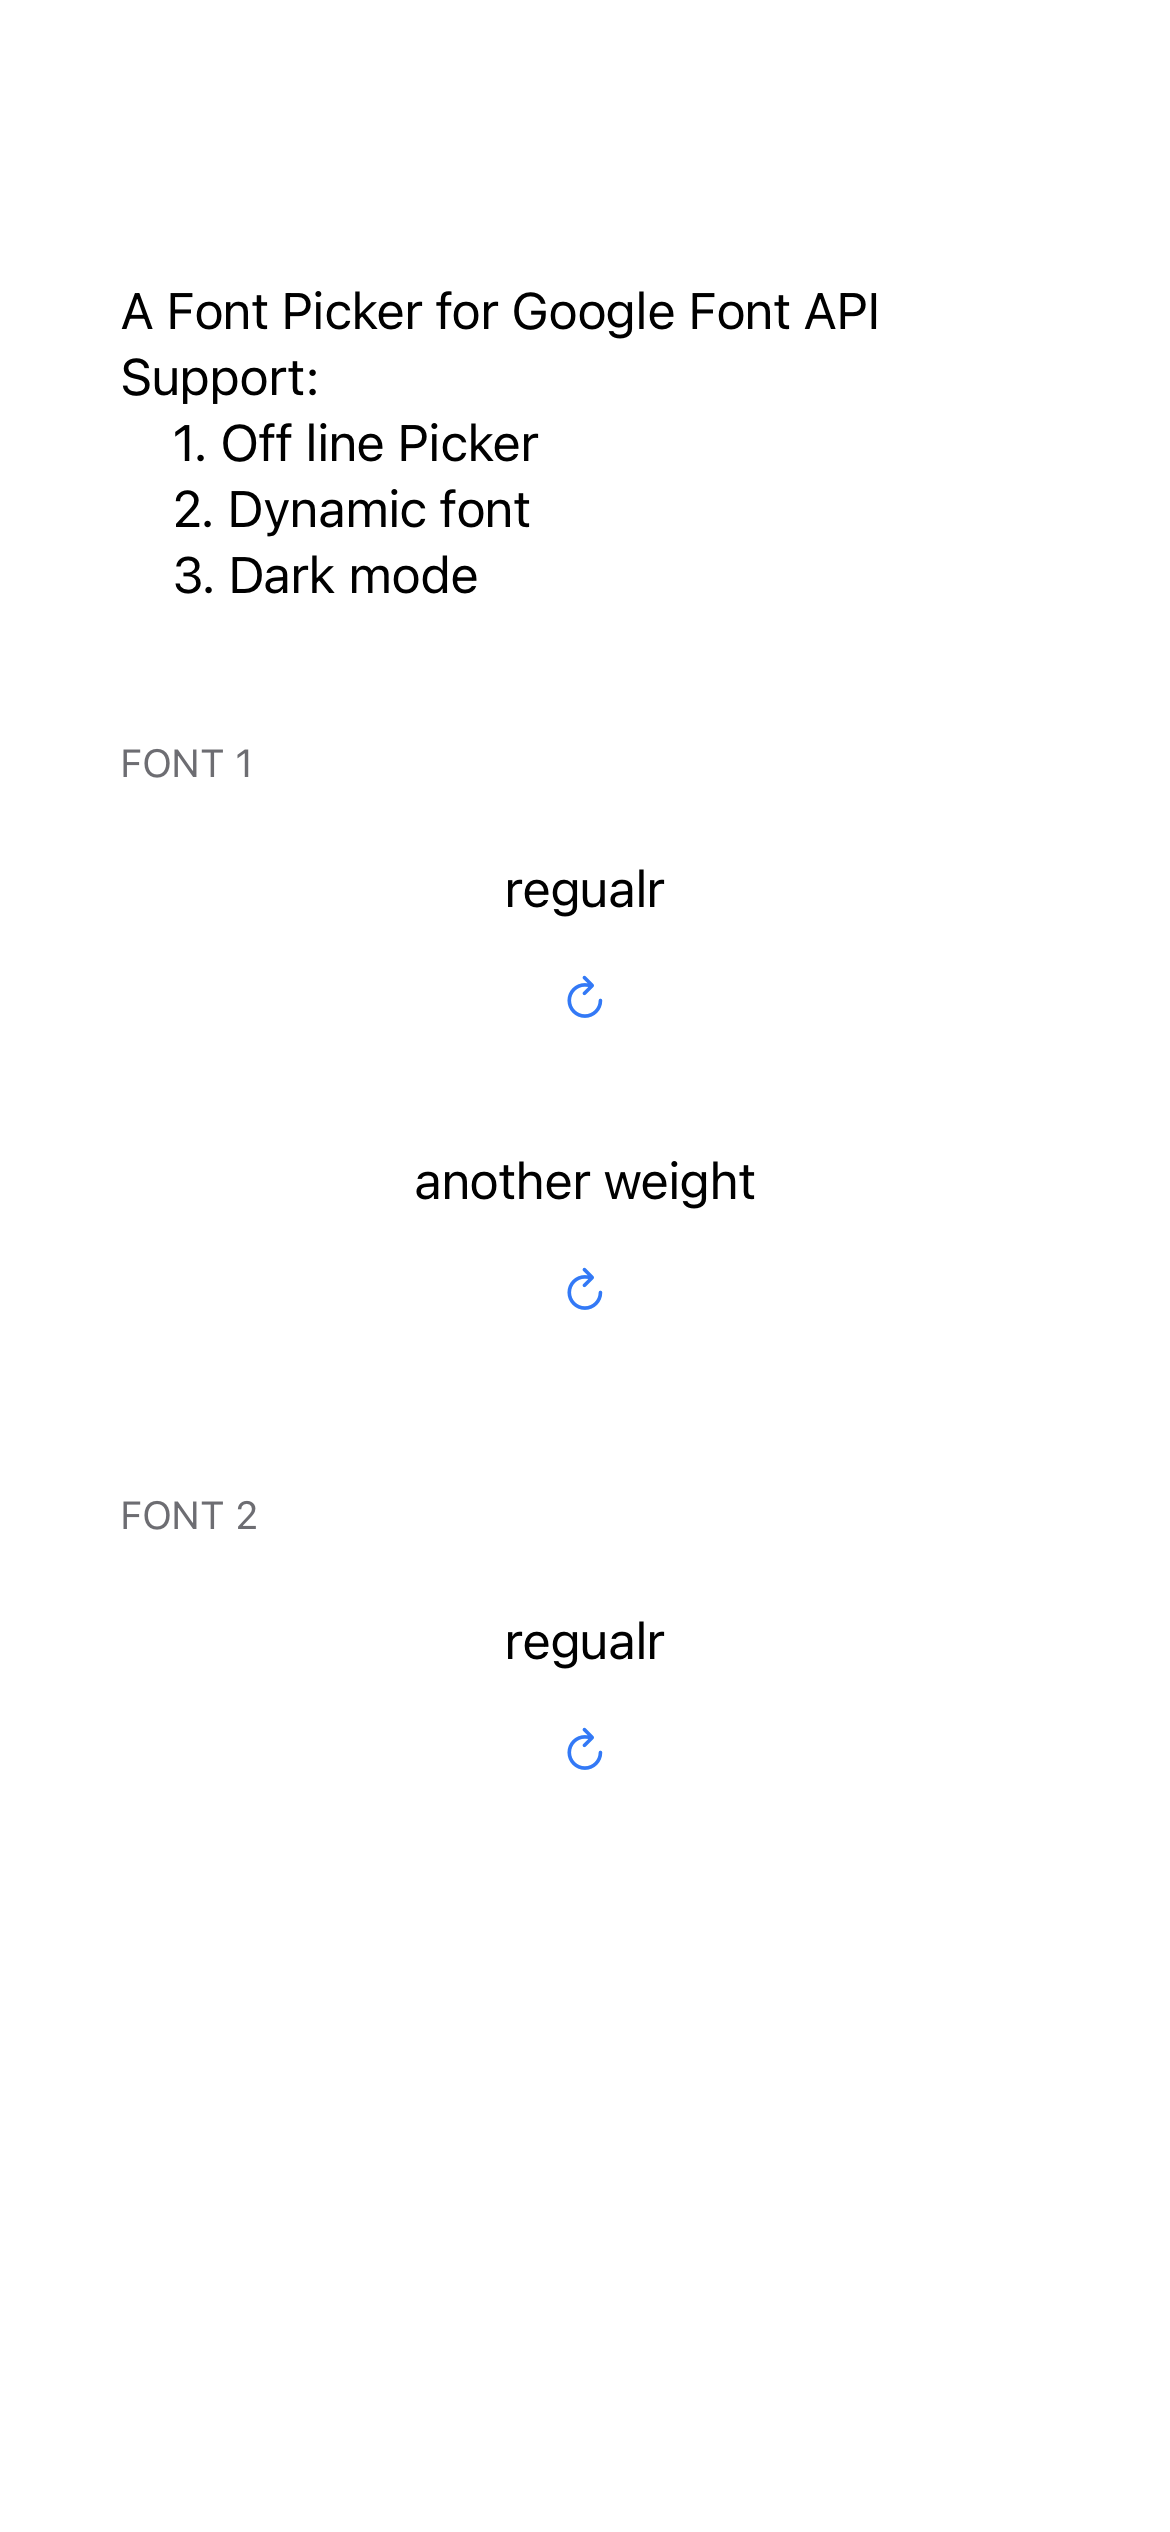 A Font Picker for Google Font API
Support:
1. Off line Picker
2. Dynamic font
3. Dark mode
FONT 1
regualr
another weight
FONT 2
regualr